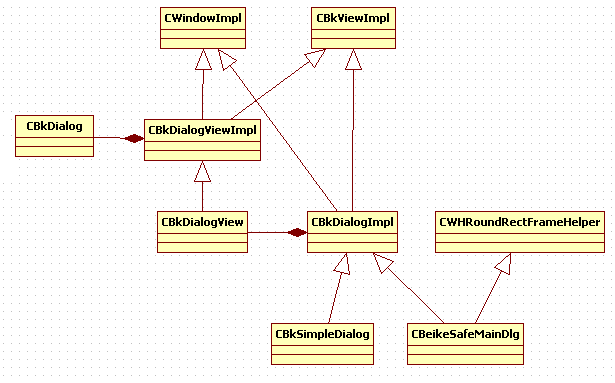 CWindowImpl
CBkViewImpl
CBkDialog
CBkDialogViewImpl
CBkDialogView
CBkDialogImpl
CWHRoundRectFrameHelper
CBkSimpleDialog
CBeikeSafeMainDlg